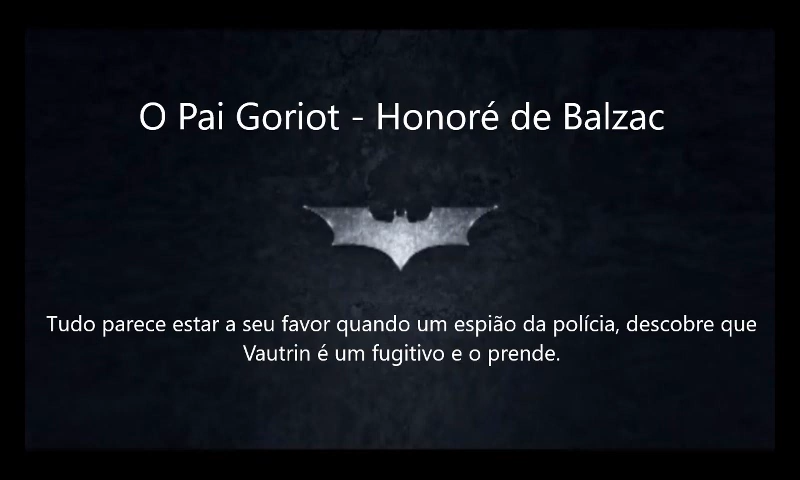 O Pai Goriot - Honoré de Balzac
Tudo parece estar a seu favor quando um espião da polícia, descobre que
Vautrin é um fugitivo e o prende.